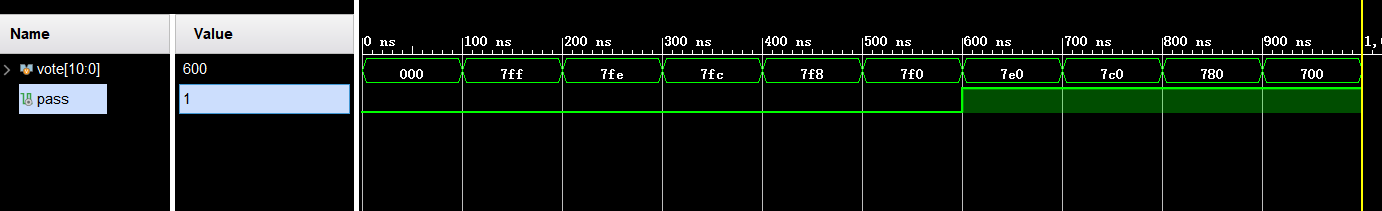 Name Value
0 ns 100 ns 200 ns 300 ns 400 ns 500 ns 600 ns 700 ns 800 ns 900 ns 1,
vote[10:0] 600 000 7ff 7fe 7fc 7f8 7f0 7e0 7c0 780 700
pass 1